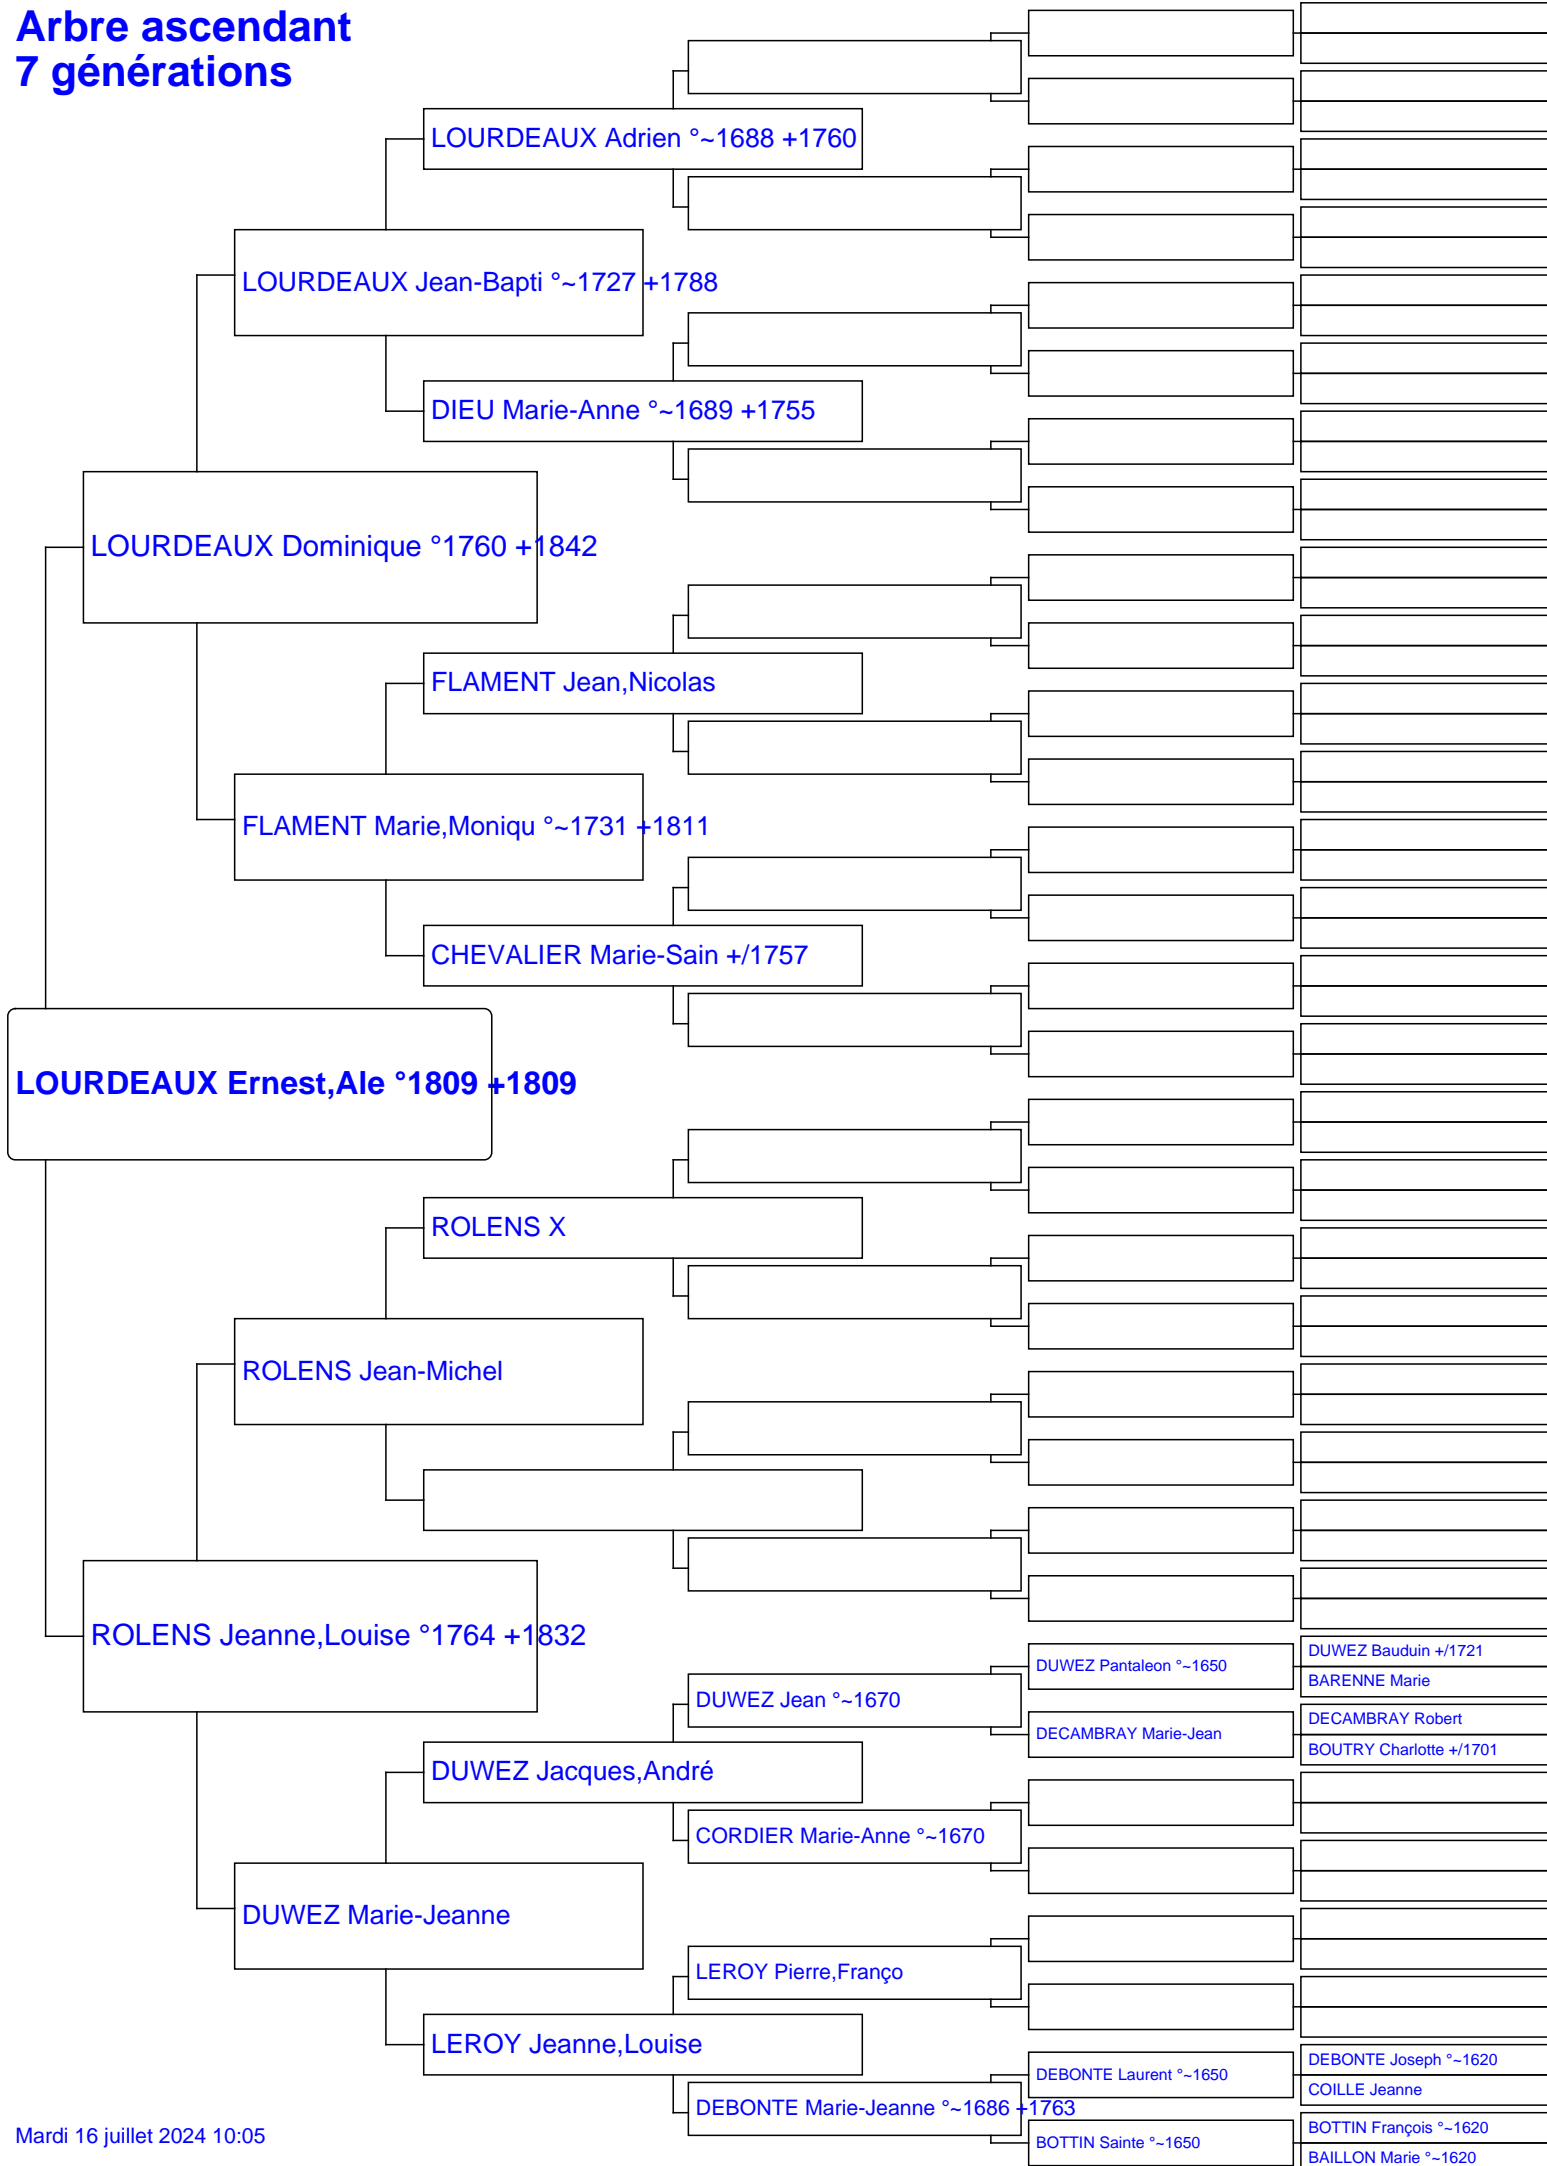 Arbre ascendant
7 générations
LOURDEAUX Adrien °~1688 +1760
LOURDEAUX Jean-Bapti °~1727 +1788
DIEU Marie-Anne °~1689 +1755
LOURDEAUX Dominique °1760 +1842
FLAMENT Jean,Nicolas
FLAMENT Marie,Moniqu °~1731 +1811
CHEVALIER Marie-Sain +/1757
LOURDEAUX Ernest,Ale °1809 +1809
ROLENS X
ROLENS Jean-Michel
ROLENS Jeanne,Louise °1764 +1832
DUWEZ Bauduin +/1721
DUWEZ Pantaleon °~1650
BARENNE Marie
DUWEZ Jean °~1670
DECAMBRAY Robert
DECAMBRAY Marie-Jean
BOUTRY Charlotte +/1701
DUWEZ Jacques,André
CORDIER Marie-Anne °~1670
DUWEZ Marie-Jeanne
LEROY Pierre,Franço
LEROY Jeanne,Louise
DEBONTE Joseph °~1620
DEBONTE Laurent °~1650
COILLE Jeanne
DEBONTE Marie-Jeanne °~1686 +1763
BOTTIN François °~1620
BOTTIN Sainte °~1650
BAILLON Marie °~1620
Mardi 16 juillet 2024 10:05